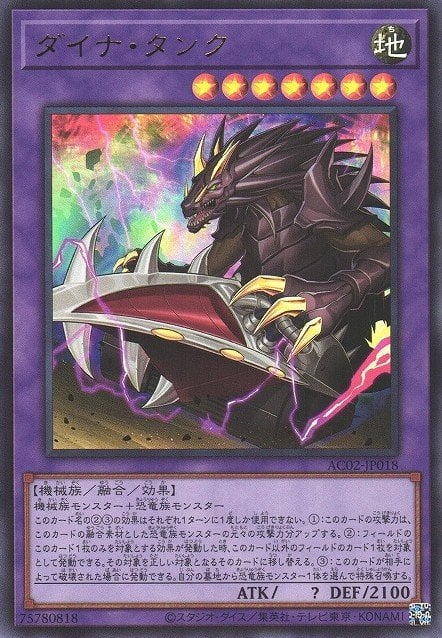 ダイナ・タンク
地
AC02-JP018
【機械族/融合/効果】
機械族モンスター+恐竜族モンスター
このカード名の②③の効果はそれぞれ1ターンに1度しか使用できない。①:このカードの攻撃力は、
このカードの融合素材とした恐竜族モンスターの元々の攻撃力分アップする。②:フィールドの
このカード1枚のみを対象とする効果が発動した時、このカード以外のフィールドのカード1枚を対象
として発動できる。その対象を正しい対象となるそのカードに移し替える。③:このカードが相手に
よって破壊された場合に発動できる。自分の墓地から恐竜族モンスター1体を選んで特殊召喚する。
ATK/ ? DEF/2100
75780818
©スタジオ・ダイス/集英社・テレビ東京・KONAMI